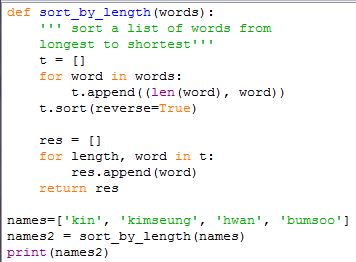 def sort_by_length(words):
    ''' sort a list of words from
    longest to shortest'''
    t = []
    for word in words:
        t.append((len(word), word))
    t.sort(reverse=True)

    res = []
    for length, word in t:
        res.append(word)
    return res

names=['kin', 'kimseung', 'hwan', 'bumsoo']
names2 = sort_by_length(names)
print(names2)